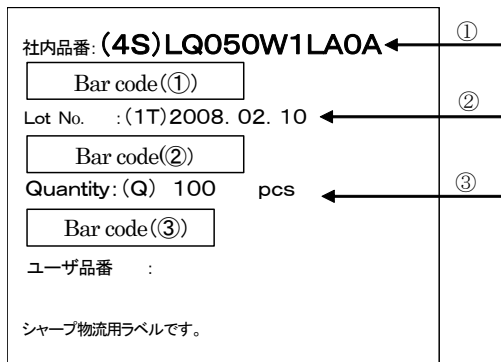 社内品番:(4S)LQ050W1LA0A
①
Bar code(①)
Lot No. :(1T)2008. 02. 10
②
Bar code(②)
Quantity:(Q) 100 pcs
③
Bar code(③)
ユーザ品番 :
シャープ物流用ラベルです。